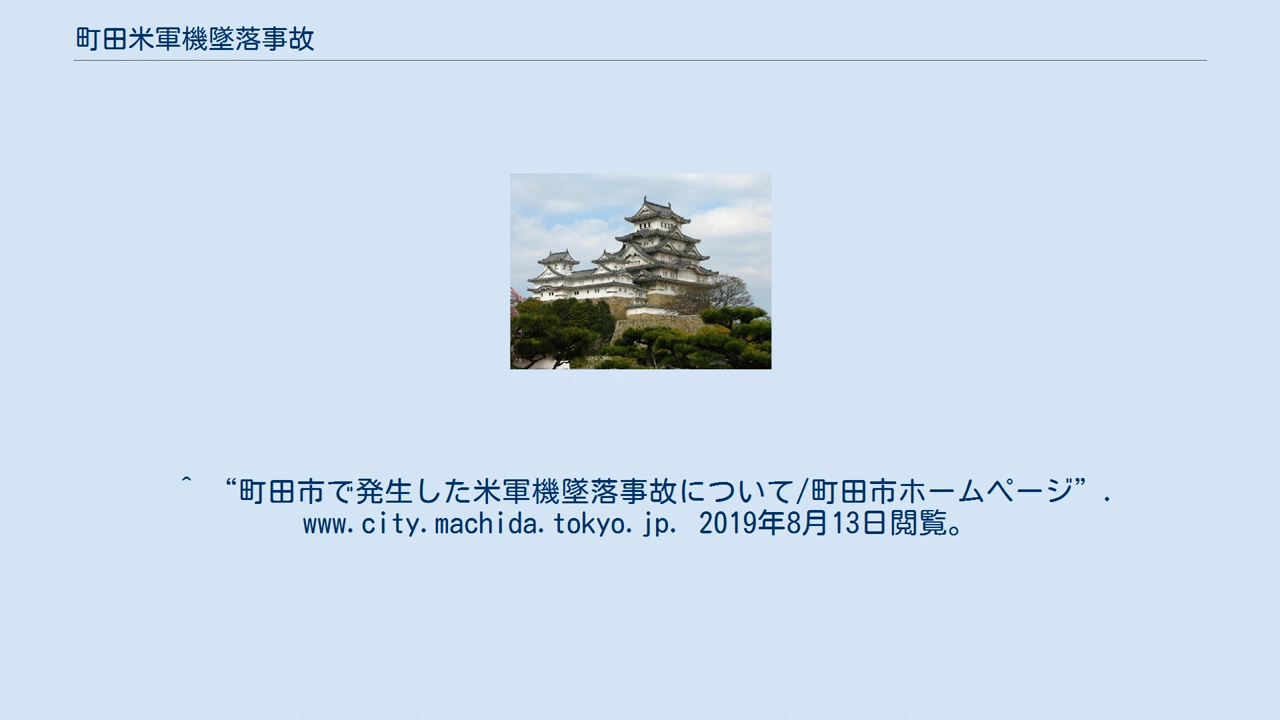 町田米軍機墜落事故
^ “町田市で発生した米軍機墜落事故について/町田市ホームページ”.
www.city.machida.tokyo.jp. 2019年8月13日閲覧。